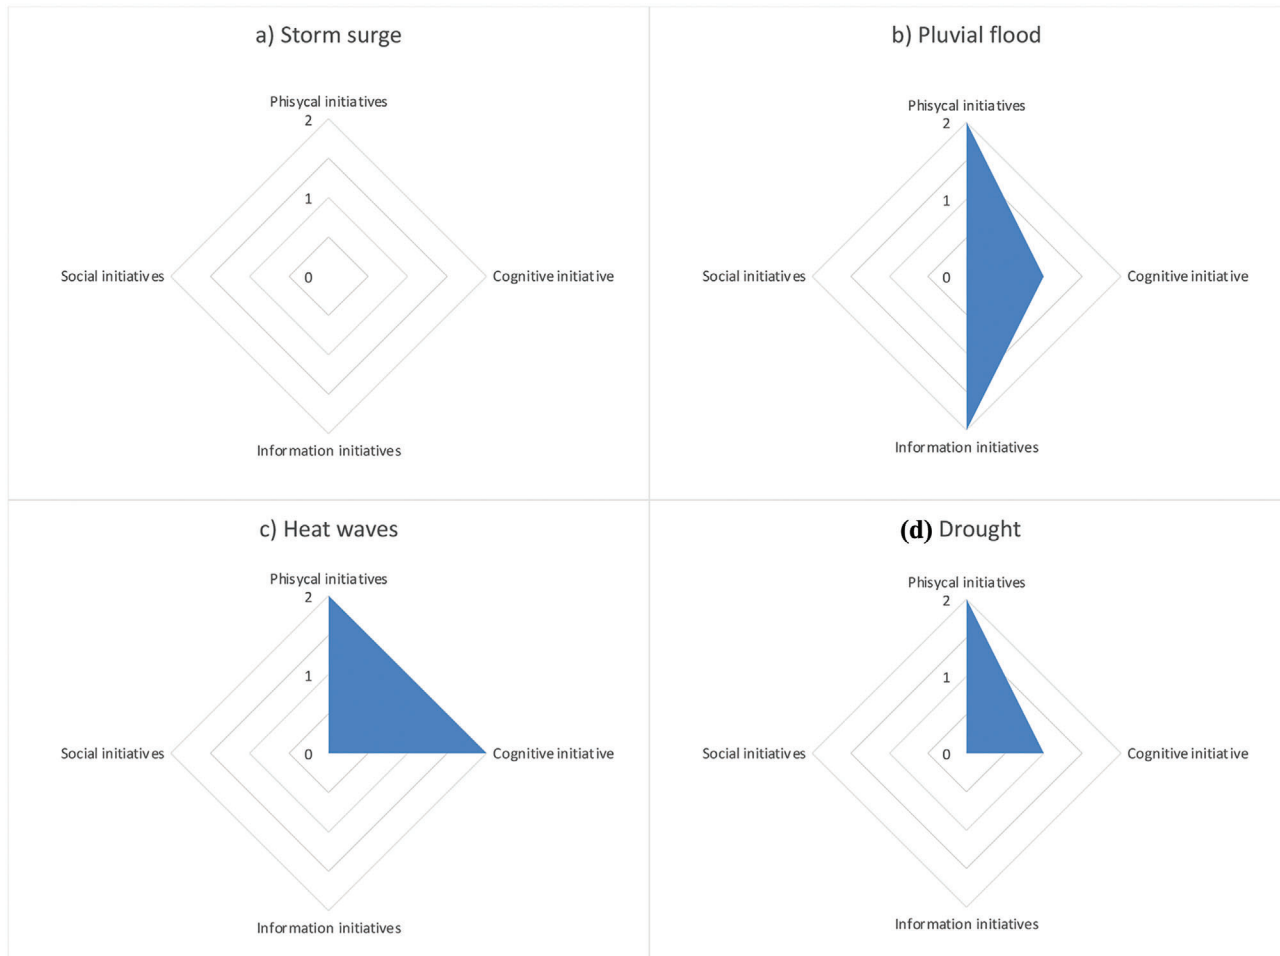 a) Storm surge
Phisycal initiatives
2
1
Social initiatives
0
Cognitive initiative
Information initiatives
b) Pluvial flood
Phisycal initiatives
2
1
Social initiatives
0
Cognitive initiative
Information initiatives
c) Heat waves
Phisycal initiatives
2
1
Social initiatives
0
Cognitive initiative
Information initiatives
(d) Drought
Phisycal initiatives
2
1
Social initiatives
0
Cognitive initiative
Information initiatives